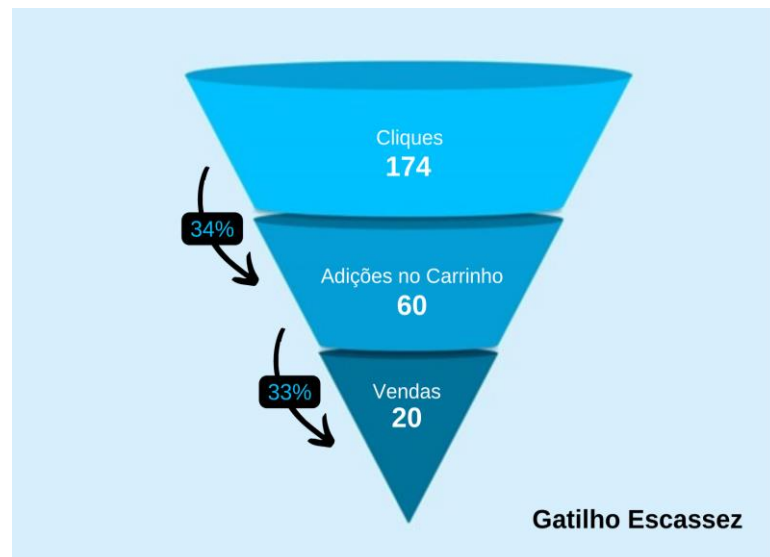 Cliques
174
34%
Adições no Carrinho
60
33%
Vendas
20
Gatilho Escassez